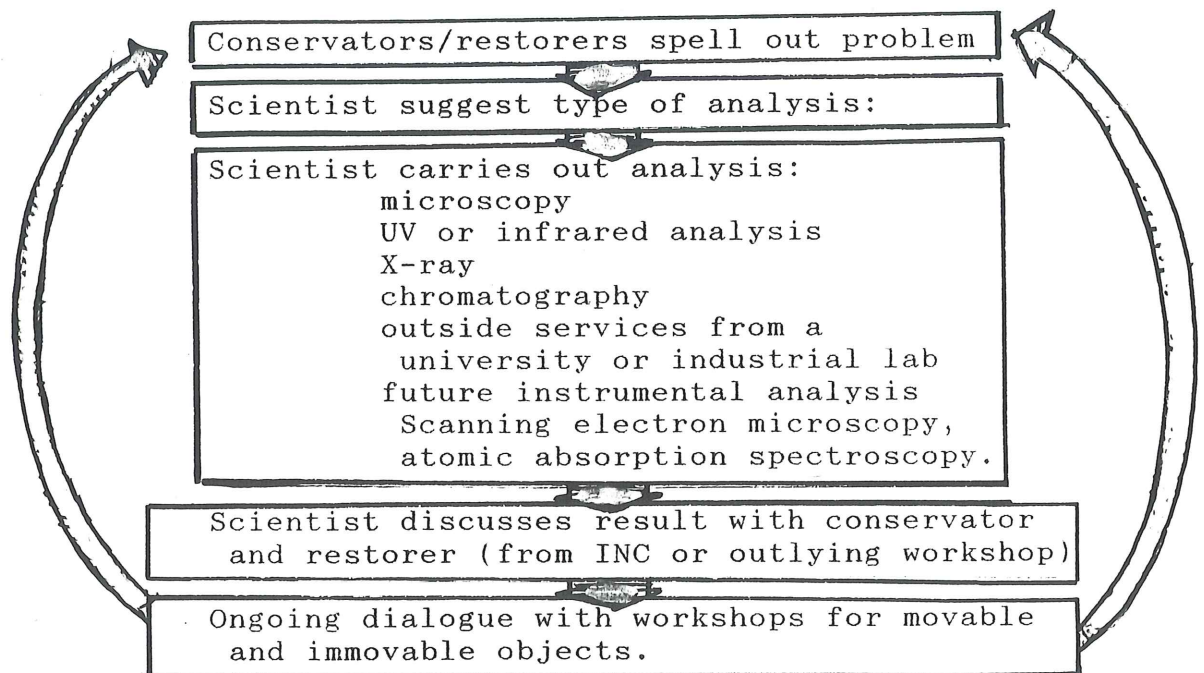 Conservators/restorers spell out problem
Scientist suggest type of analysis:
Scientist carries out analysis:
microscopy
UV or infrared analysis
X-ray
chromatography
outside services from a
university or industrial lab
future instrumental analysis
Scanning electron microscopy,
atomic absorption spectroscopy.
Scientist discusses result with conservator
and restorer (from INC or outlying workshop)
Ongoing dialogue with workshops for movable
and immovable objects.